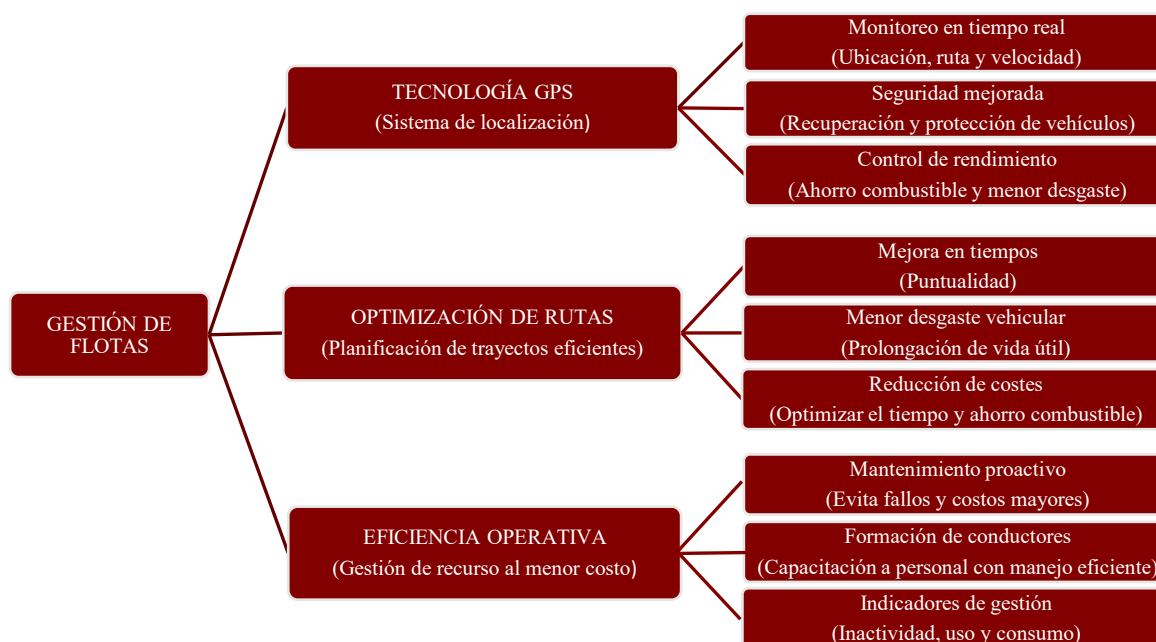 Monitoreo en tiempo real
(Ubicación, ruta y velocidad)
TECNOLOGÍA GPS
(Sistema de localización)
Seguridad mejorada
(Recuperación y protección de vehículos)
Control de rendimiento
(Ahorro combustible y menor desgaste)
Mejora en tiempos
(Puntualidad)
GESTIÓN DE
FLOTAS
OPTIMIZACIÓN DE RUTAS
(Planificación de trayectos eficientes)
Menor desgaste vehicular
(Prolongación de vida útil)
Reducción de costes
(Optimizar el tiempo y ahorro combustible)
Mantenimiento proactivo
(Evita fallos y costos mayores)
EFICIENCIA OPERATIVA
(Gestión de recurso al menor costo)
Formación de conductores
(Capacitación a personal con manejo eficiente)
Indicadores de gestión
(Inactividad, uso y consumo)